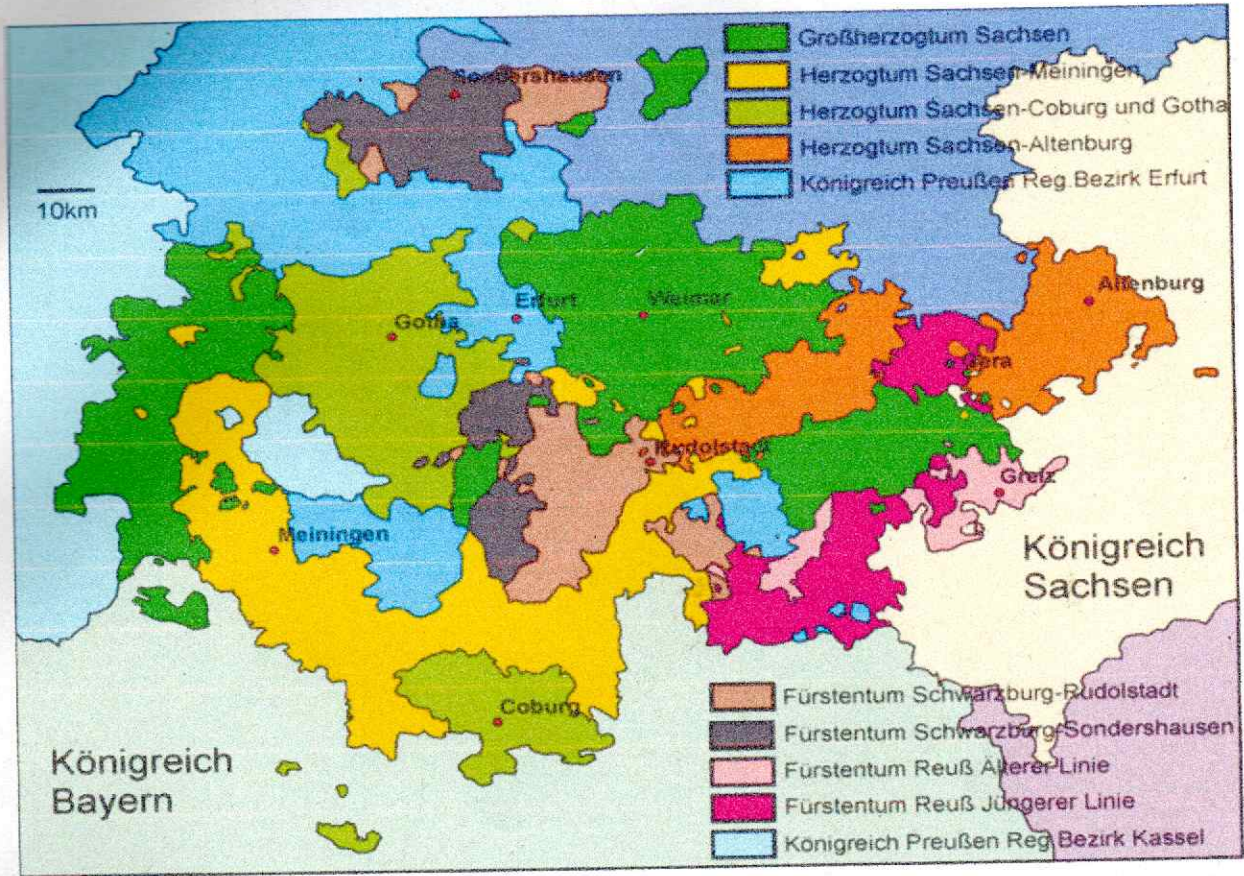 Großherzogtum Sachsen
Herzogtum Sachsen-Meiningen
Herzogtum Sachsen-Coburg und Gotha
Herzogtum Sachsen-Altenburg
Königreich Preußen Reg.Bezirk Erfurt
Sondershausen
10km
Altenburg
Erfurt
Weimar
Gotha
Gera
Rudolstadt
Greiz
Meiningen
Königreich
Sachsen
Coburg
Königreich
Bayern
Fürstentum Schwarzburg-Rudolstadt
Fürstentum Schwarzburg-Sondershausen
Fürstentum Reuß Älterer Linie
Fürstentum Reuß Jüngerer Linie
Königreich Preußen Reg.Bezirk Kassel